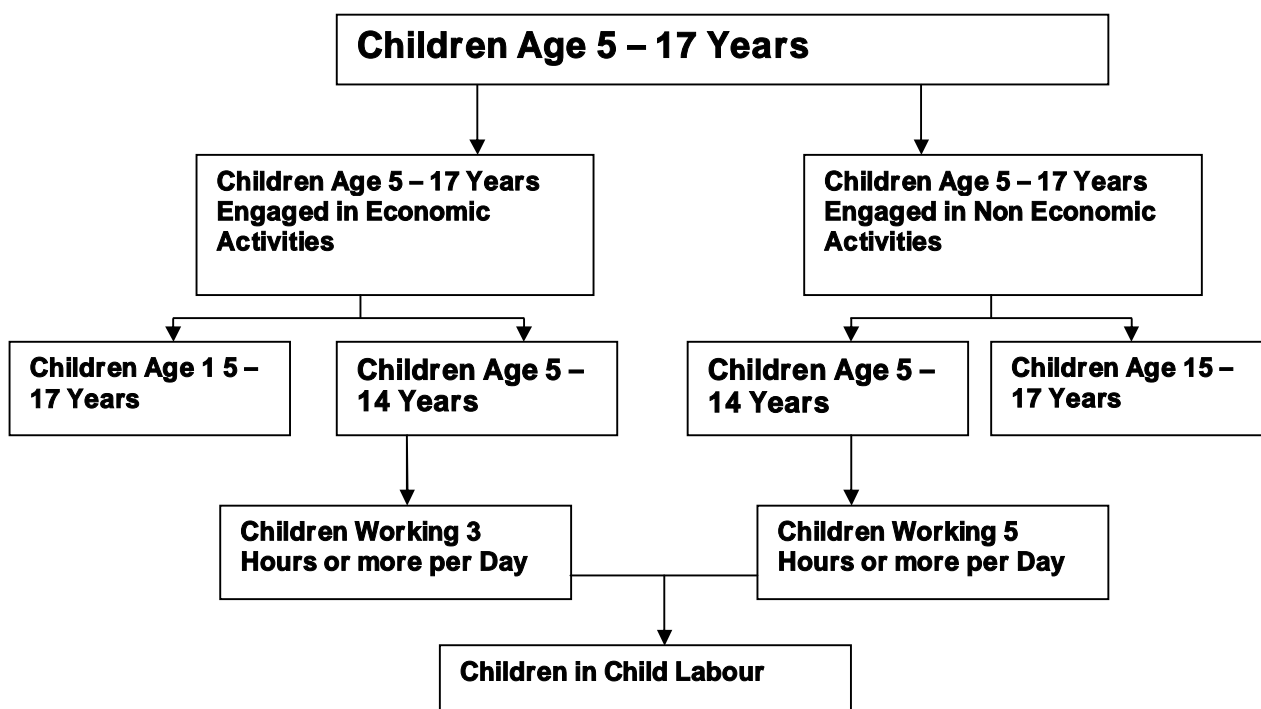 Children Age 5 – 17 Years
Children Age 5 – 17 Years
Engaged in Economic
Activities
Children Age 5 – 17 Years
Engaged in Non Economic
Activities
Children Age 1 5 –
17 Years
Children Age 5 –
14 Years
Children Age 5 –
14 Years
Children Age 15 –
17 Years
Children Working 3
Hours or more per Day
Children Working 5
Hours or more per Day
Children in Child Labour